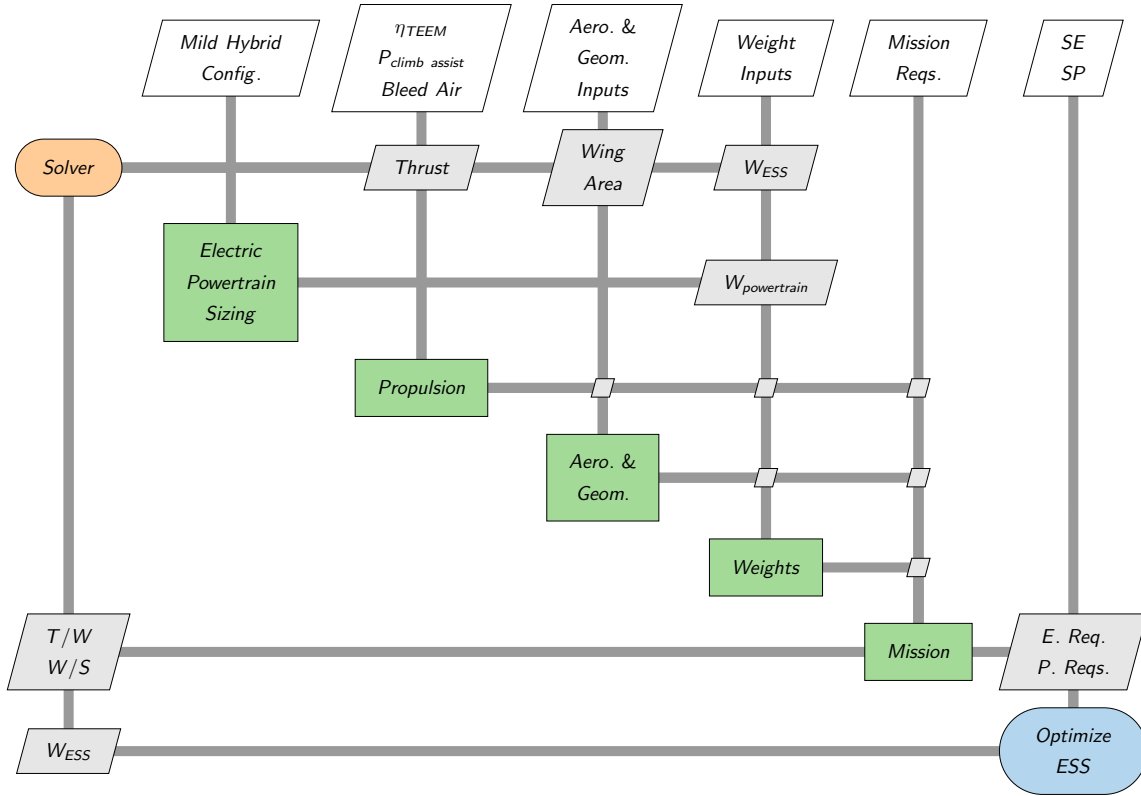 Mild Hybrid
Config.
ηTEEM
Pclimb assist
Bleed Air
Aero. &
Geom.
Inputs
Weight
Inputs
Mission
Reqs.
SE
SP
Solver
Thrust
Wing
Area
WESS
Electric
Powertrain
Sizing
Wpowertrain
Propulsion
Aero. &
Geom.
Weights
T/W
W/S
Mission
E. Req.
P. Reqs.
WESS
Optimize
ESS